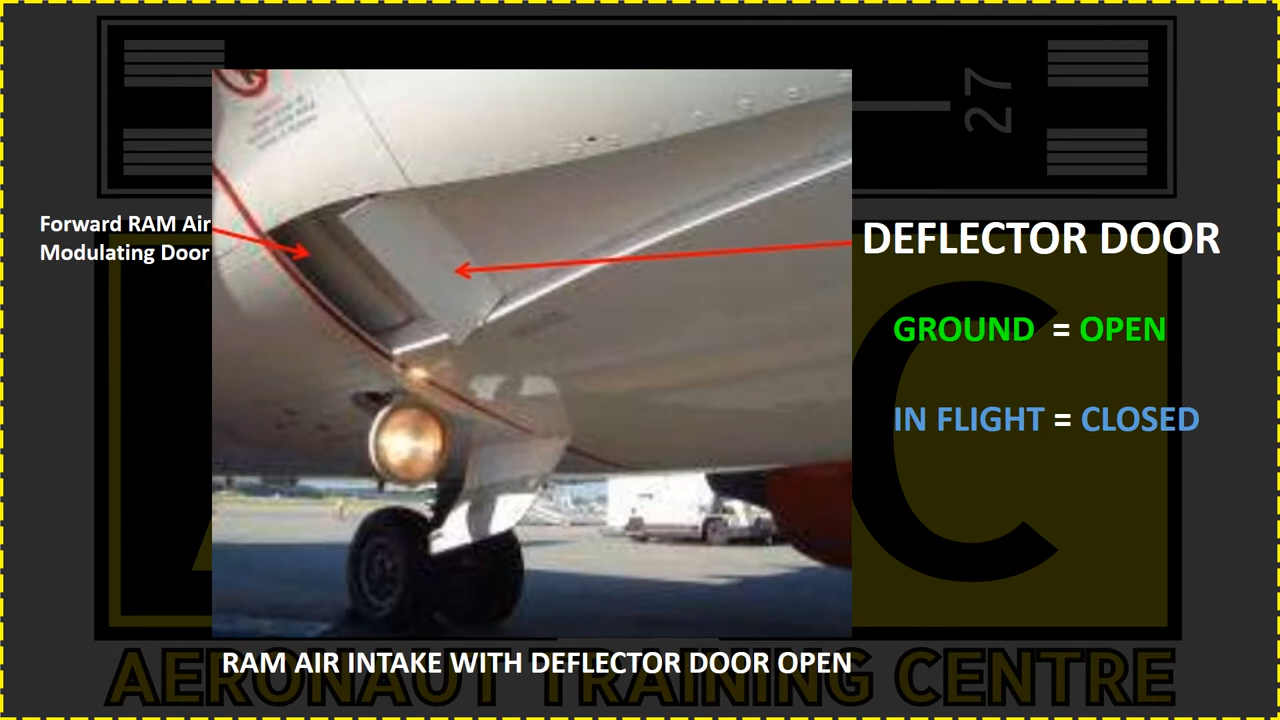 27
Forward RAM Air
Modulating Door
DEFLECTOR DOOR
GROUND = OPEN
IN FLIGHT = CLOSED
RAM AIR INTAKE WITH DEFLECTOR DOOR OPEN
AERONAUT TRAINING CENTRE